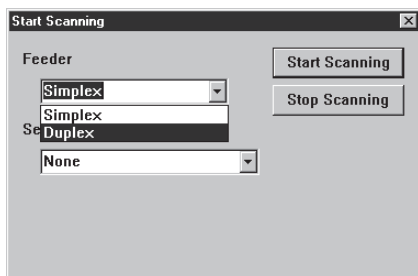 Start Scanning
Feeder
Start Scanning
Simplex
Stop Scanning
Simplex
Se
Duplex
None